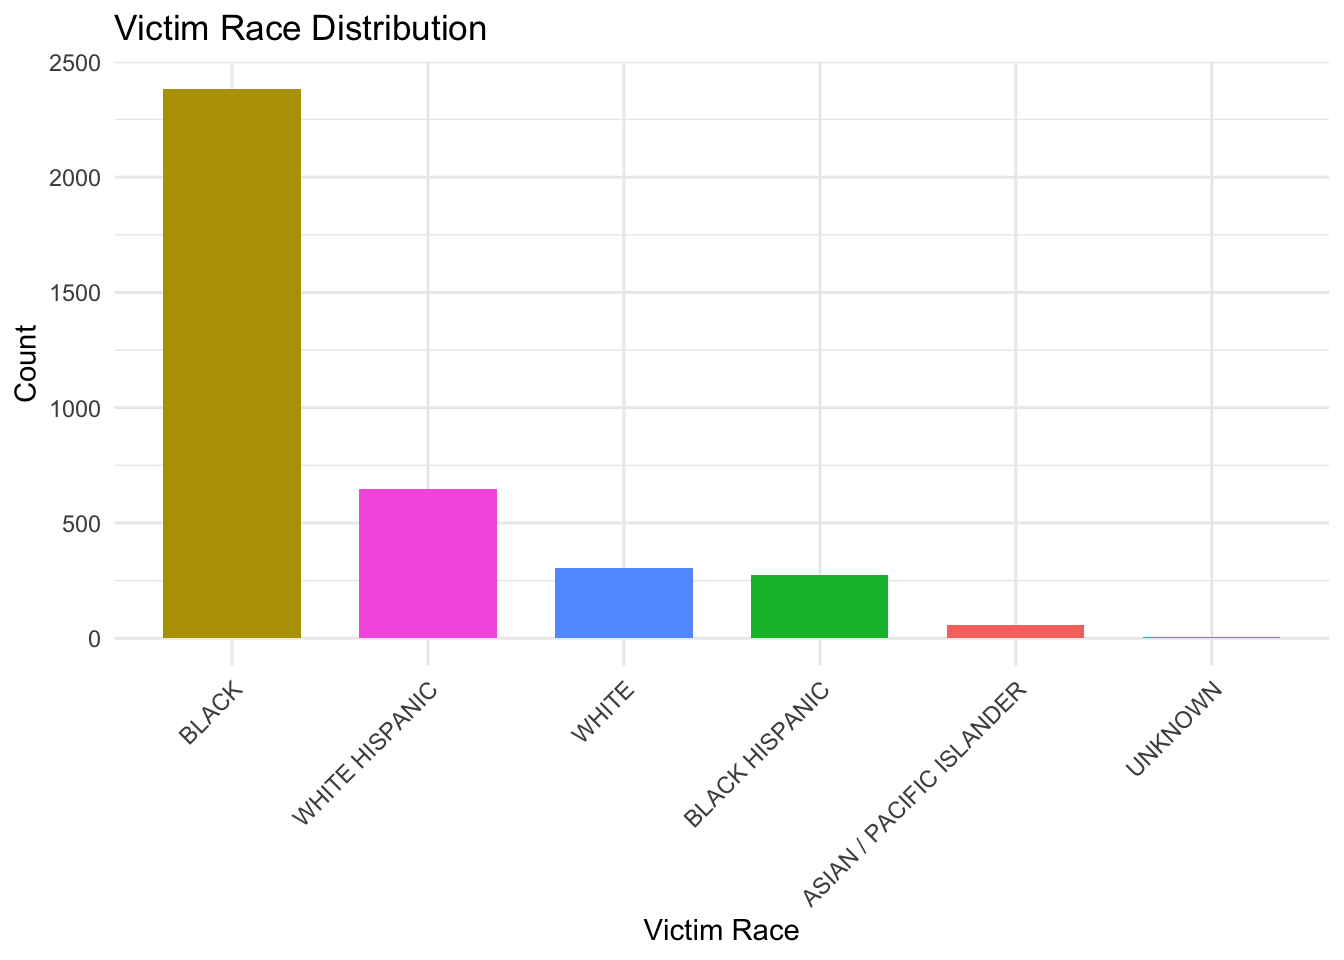 Victim Race Distribution
2500
2000
1500
1000
500
0
Count
BLACK
WHITE HISPANIC
WHITE
BLACK HISPANIC
ASIAN / PACIFIC ISLANDER
UNKNOWN
Victim Race